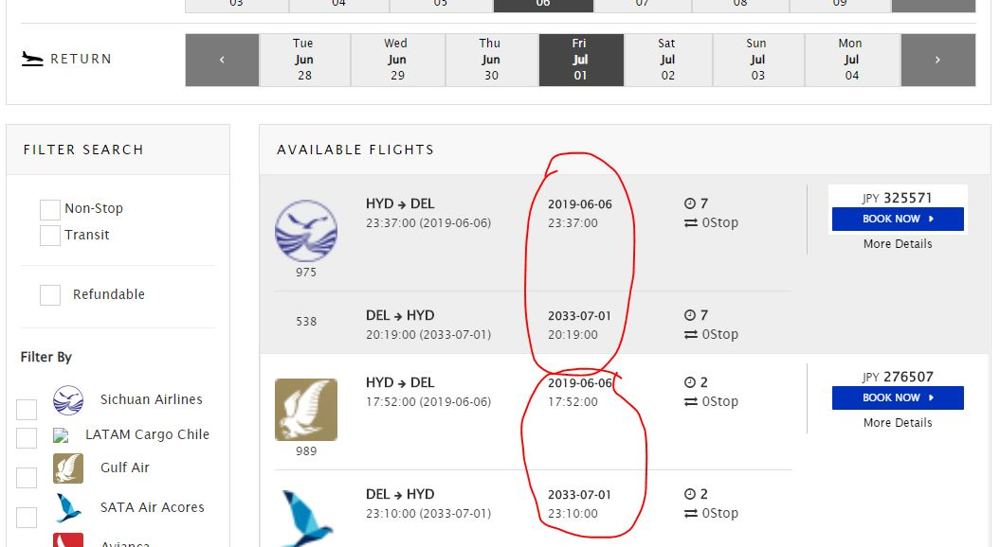 03 04 05 06 07 08 09
RETURN
‹ Tue Wed Thu Fri Sat Sun Mon ›
Jun Jun Jun Jul Jul Jul Jul
28 29 30 01 02 03 04
FILTER SEARCH
Non-Stop
Transit
Refundable
Filter By
Sichuan Airlines
LATAM Cargo Chile
Gulf Air
SATA Air Acores
Avianca
AVAILABLE FLIGHTS
HYD → DEL 2019-06-06 7 JPY 325571
23:37:00 (2019-06-06) 23:37:00 0Stop BOOK NOW
975 More Details
DEL → HYD 2033-07-01 7
538 20:19:00 (2033-07-01) 20:19:00 0Stop
HYD → DEL 2019-06-06 2 JPY 276507
17:52:00 (2019-06-06) 17:52:00 0Stop BOOK NOW
989 More Details
DEL → HYD 2033-07-01 2
23:10:00 (2033-07-01) 23:10:00 0Stop